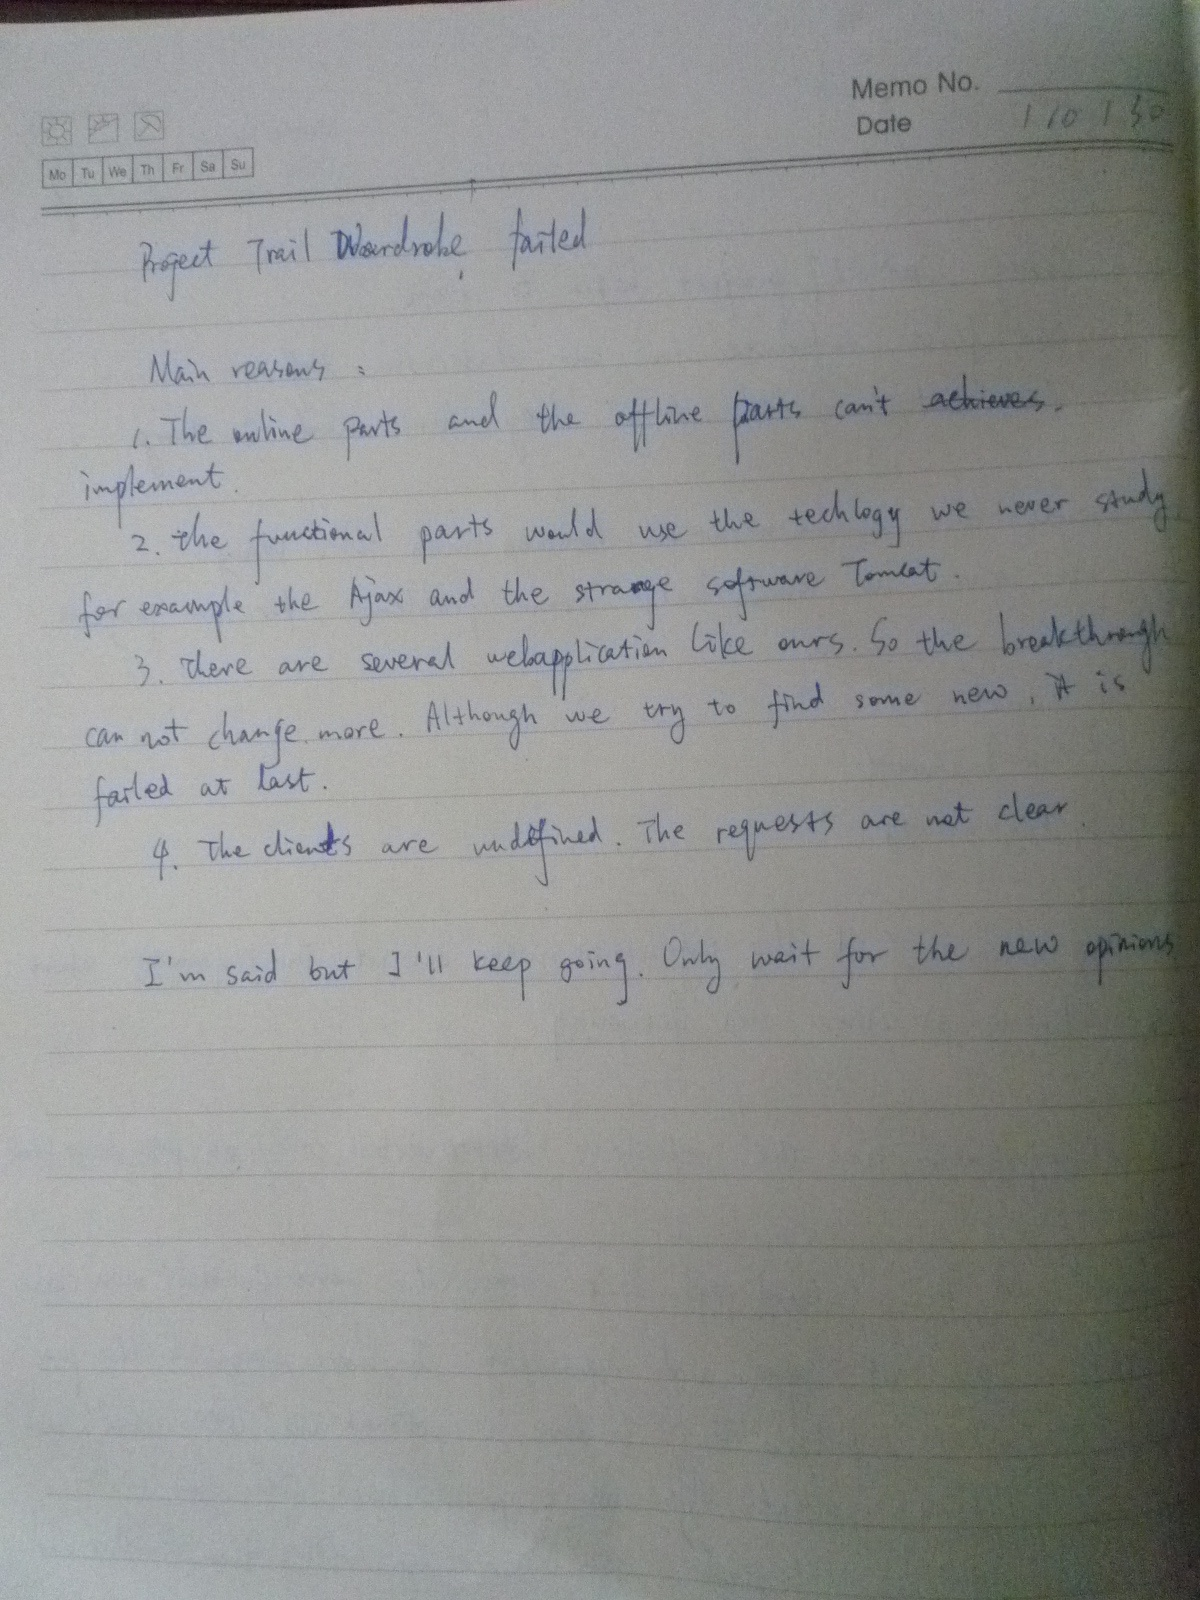 Memo No.
Date 110130
Mo Tu We Th Fr Sa Su
Project Trail Wardrobe failed
Main reasons :
1. The online parts and the offline parts can't achieves.
implement.
2. the functional parts would use the techlogy we never study
for example the Ajax and the strange software Tomcat.
3. There are several webapplication like ours. So the breakthrough
can not change more. Although we try to find some new, it is
failed at last.
4. The clients are undifined. The requests are not clear.
I'm said but I'll keep going. Only wait for the new opinions